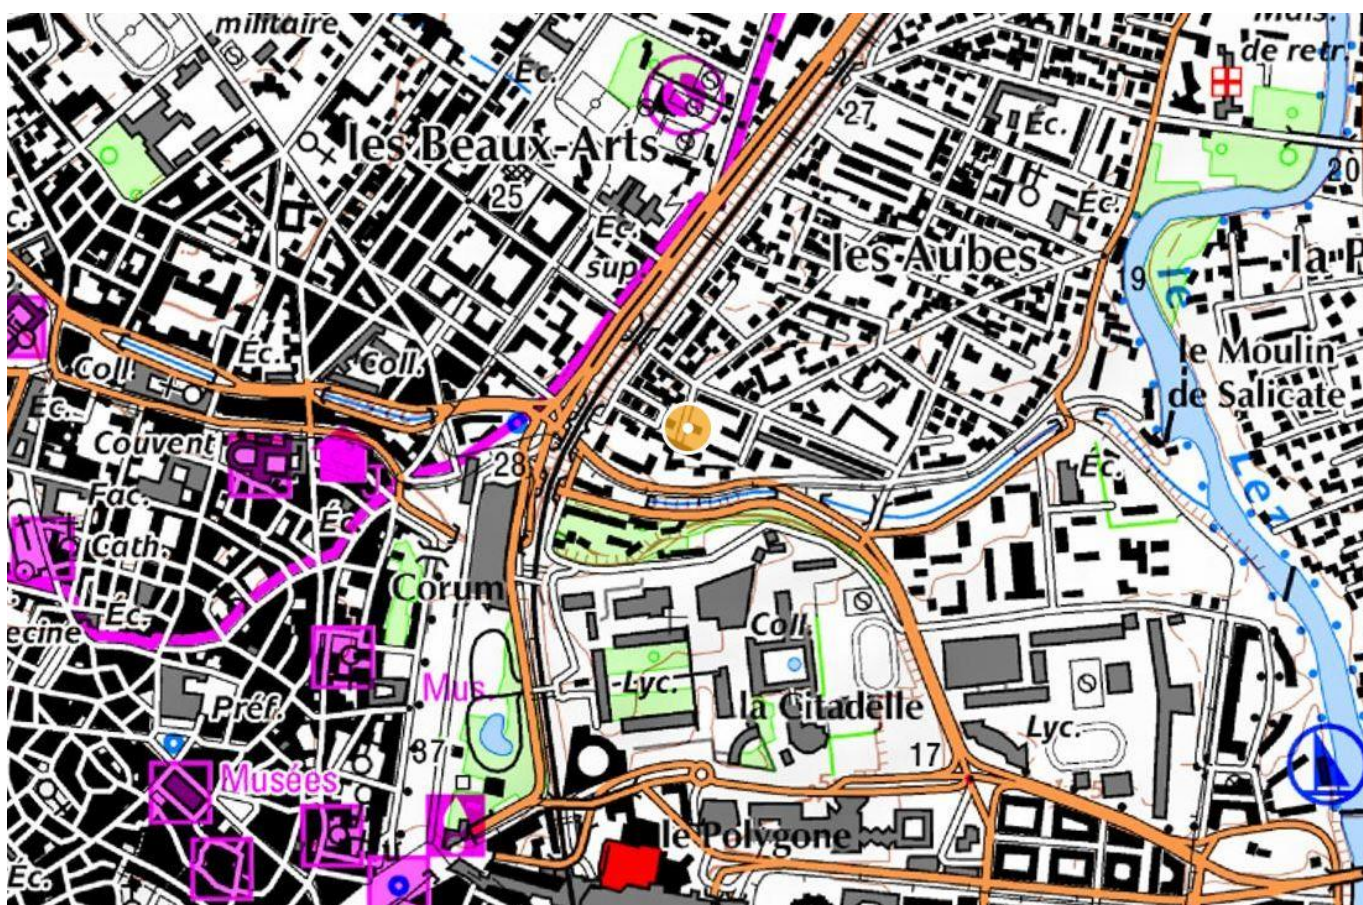 militaire
Mais.
de retr.
Éc.
27
Éc.
les Beaux-Arts
25
20
Éc.
Éc.
sup.
les Aubes
19
le
la P
Coll.
Éc.
Coll.
le Moulin
de Salicate
Éc.
Couvent
28
Éc.
Lez
Fac.
Éc.
Cath.
Corum
Éc.
ecine
Coll.
Lyc.
Mus.
Préf.
la Citadelle
Lyc.
37
17
Musées
le Polygone
Éc.